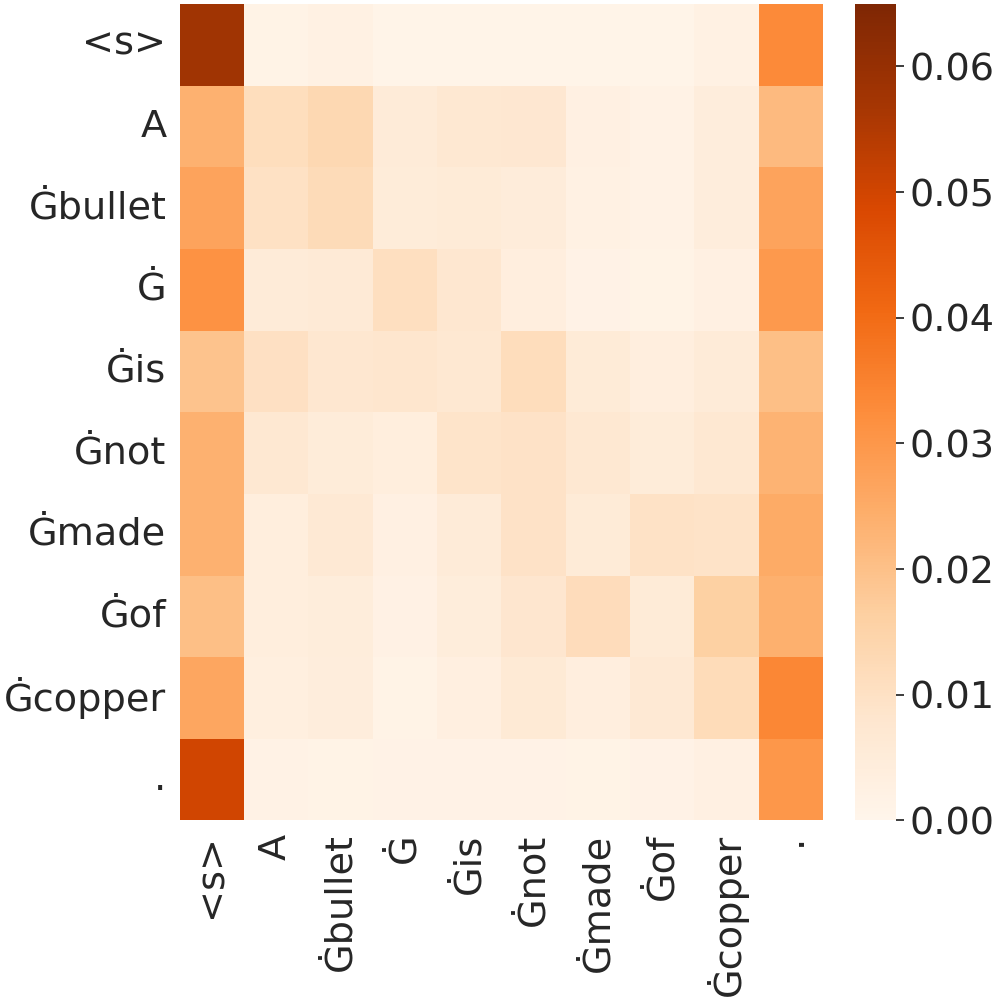 <s>
A
Ġbullet
Ġ
Ġis
Ġnot
Ġmade
Ġof
Ġcopper
.
<s>
A
Ġbullet
Ġ
Ġis
Ġnot
Ġmade
Ġof
Ġcopper
.
0.06
0.05
0.04
0.03
0.02
0.01
0.00